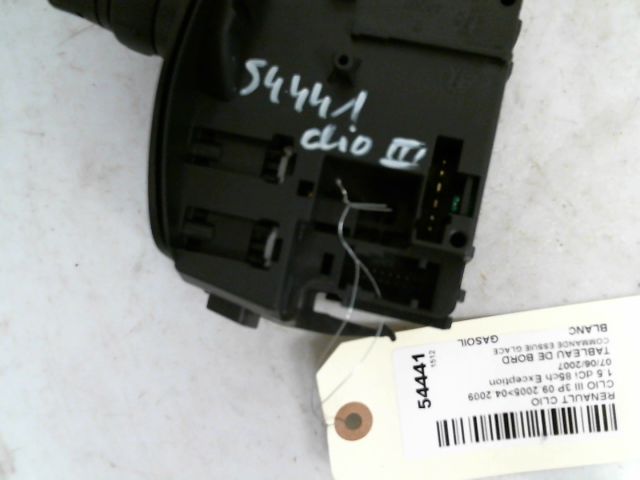 54441
clio III
RENAULT CLIO
CLIO III 3P 09.2005>04.2009
1.5 dCi 85ch Exception
07/06/2007
TABLEAU DE BORD
COMMANDE ESSUIE GLACE
GASOIL
BLANC
54441
1512